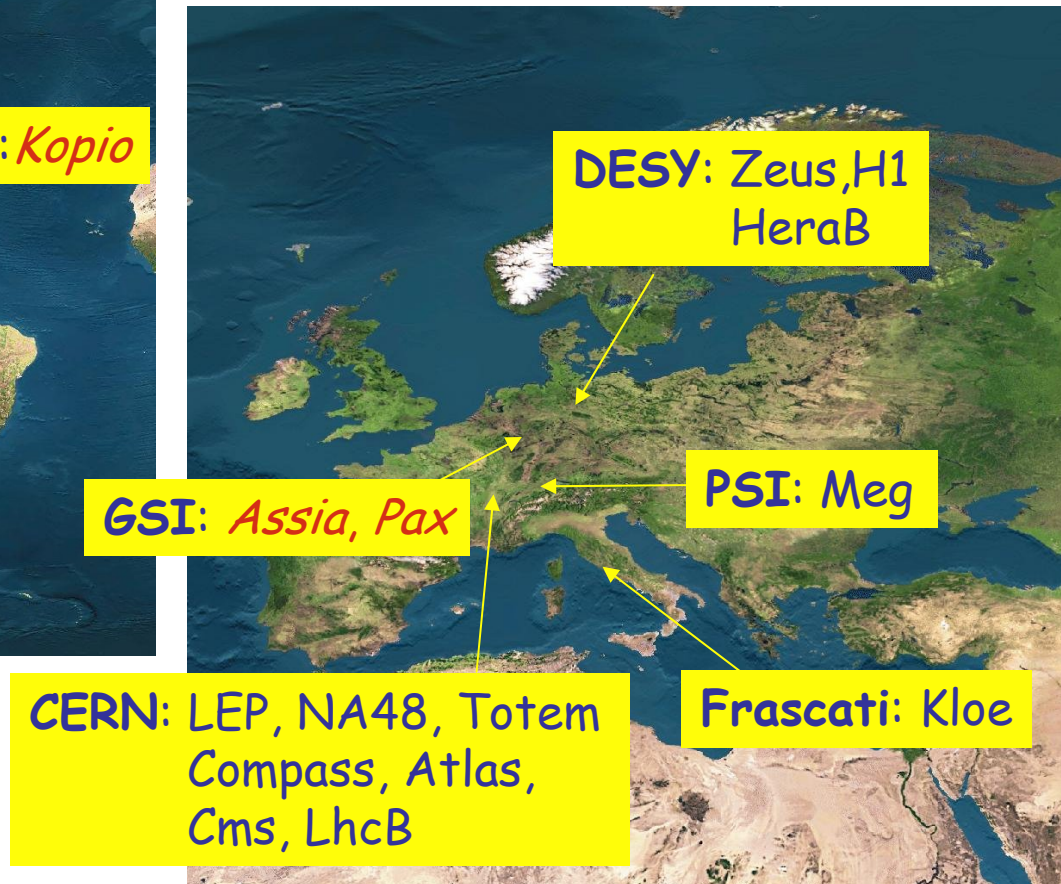 :Kopio
DESY: Zeus,H1
HeraB
GSI: Assia, Pax
PSI: Meg
CERN: LEP, NA48, Totem
Compass, Atlas,
Cms, LhcB
Frascati: Kloe